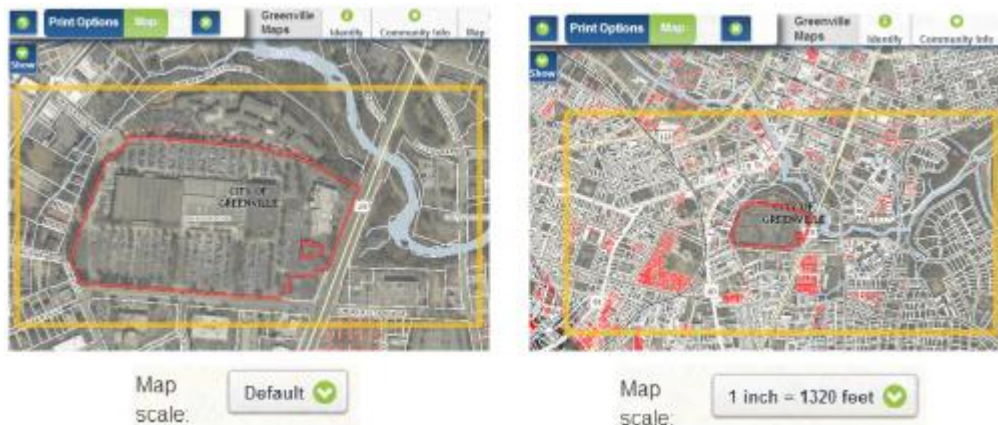 Print Options
Map
Greenville Maps
Identify
Community Info
Map
Show
CITY OF
GREENVILLE
Map
scale:
Default
Print Options
Map
Greenville Maps
Identify
Community Info
Show
CITY OF
GREENVILLE
Map
scale:
1 inch = 1320 feet